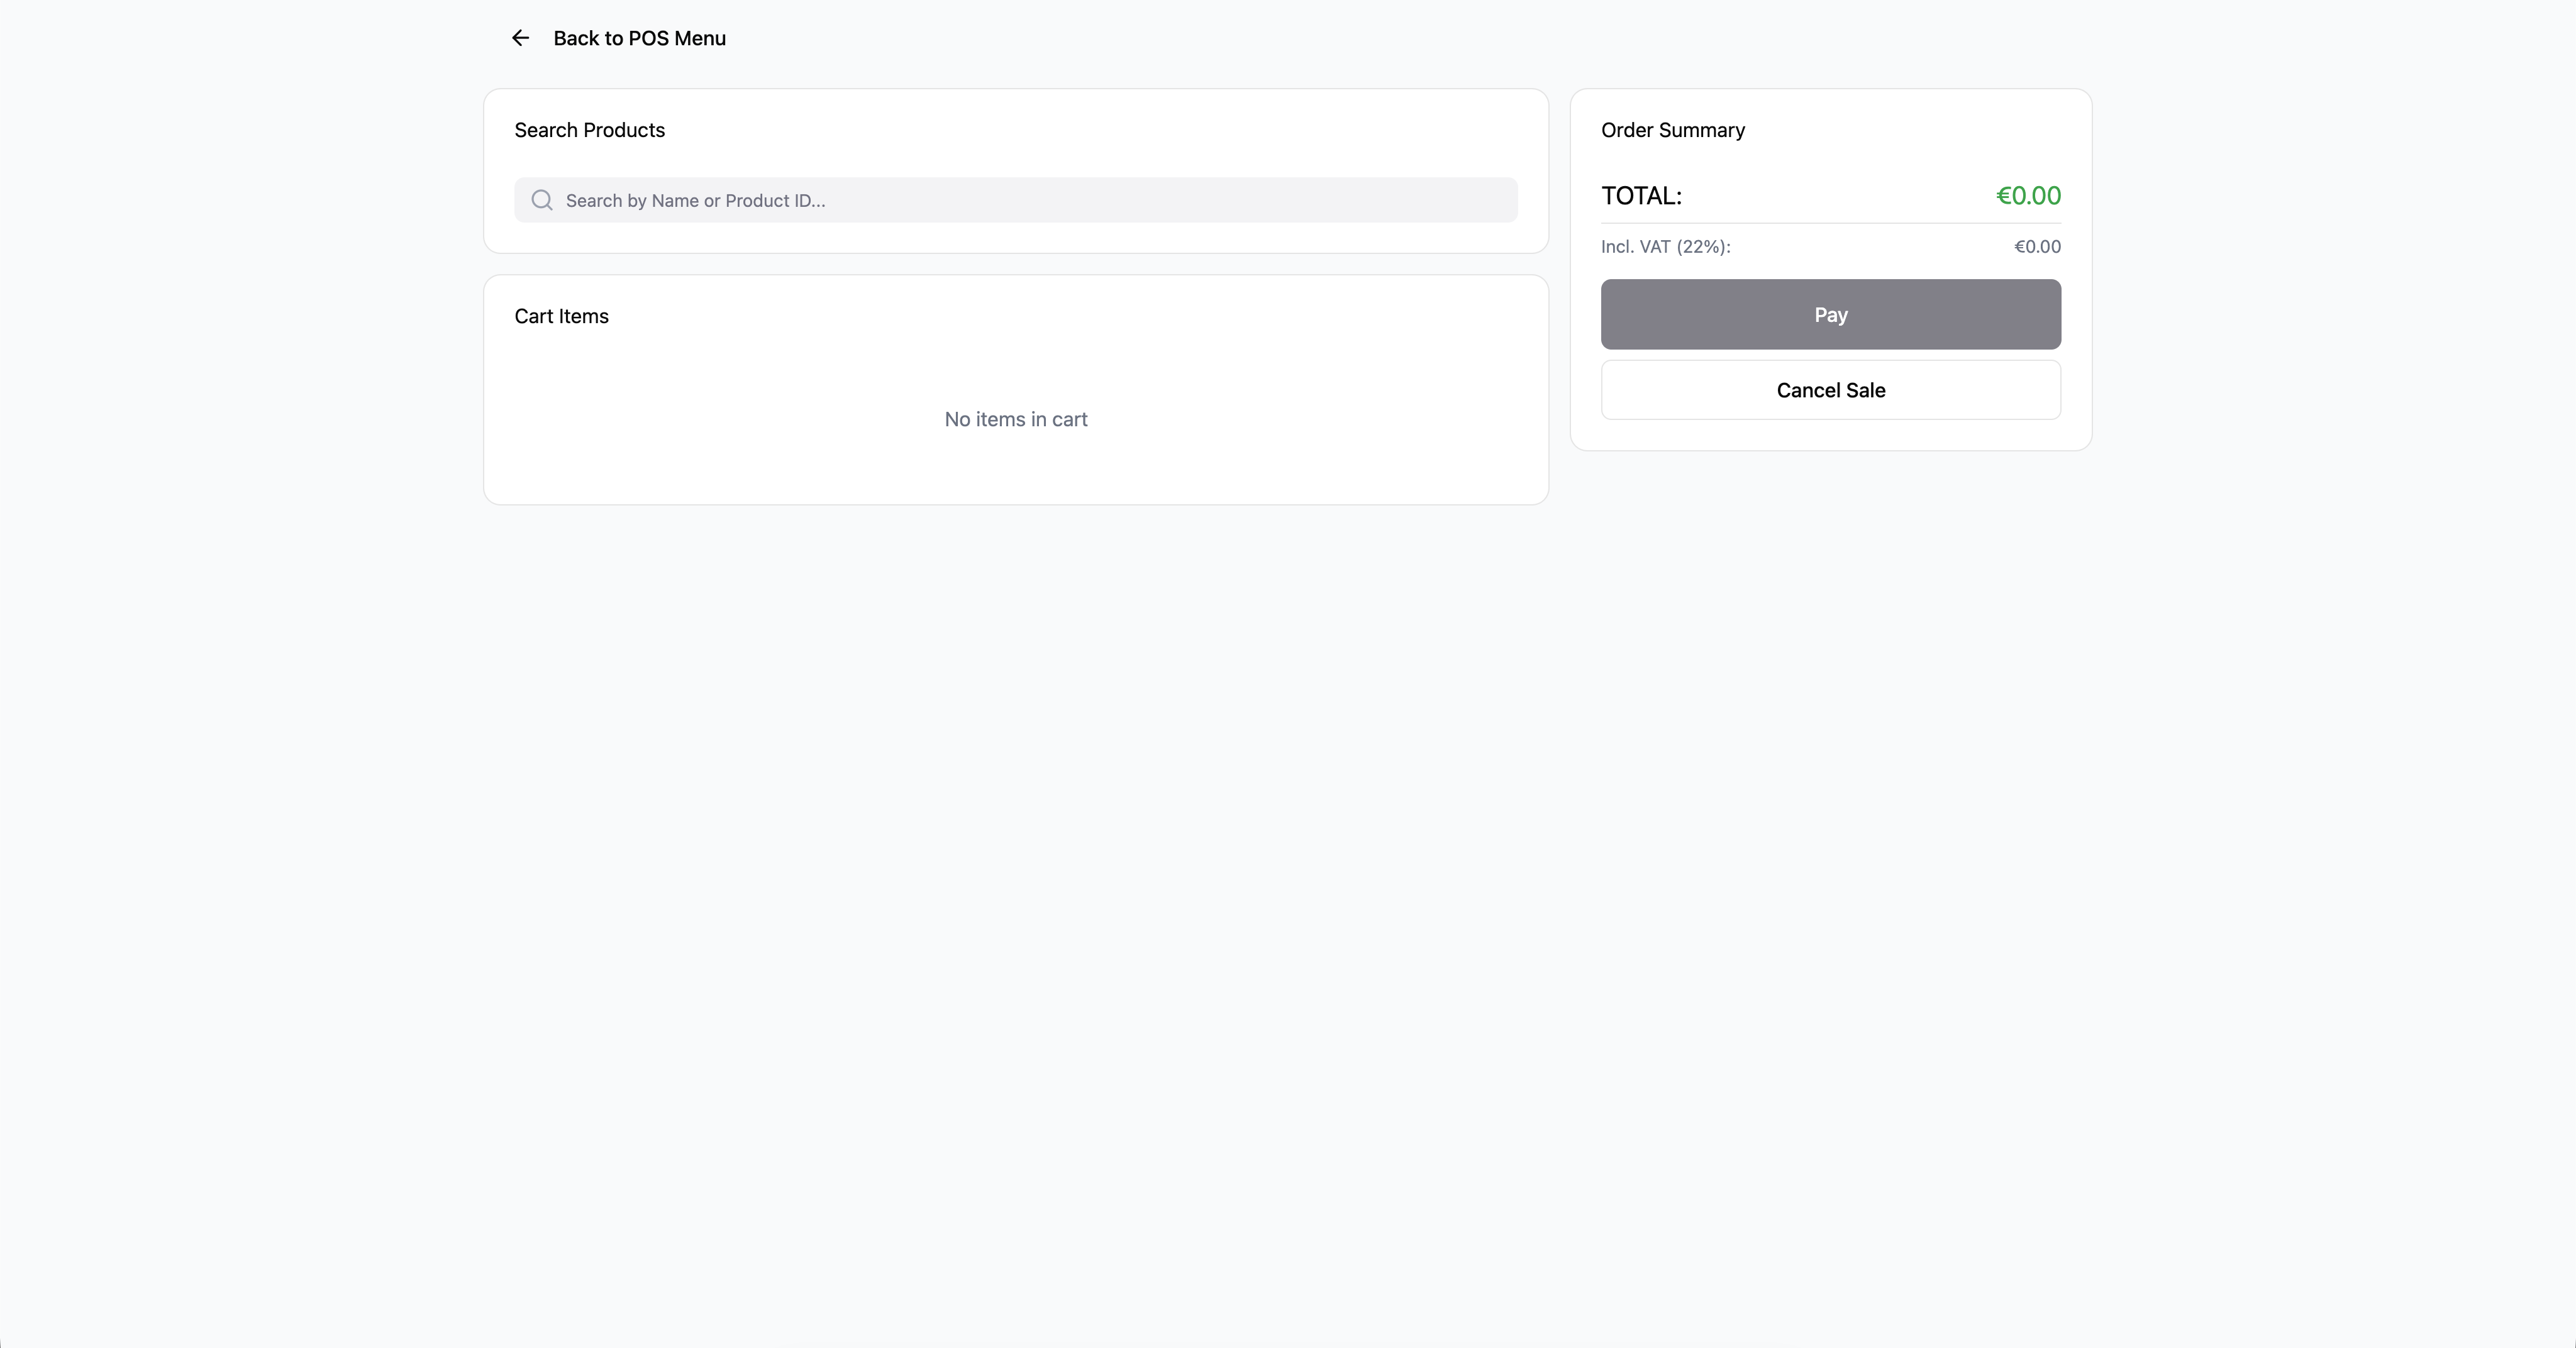 Back to POS Menu
Search Products
Search by Name or Product ID...
Cart Items
No items in cart
Order Summary
TOTAL: €0.00
Incl. VAT (22%): €0.00
Pay
Cancel Sale